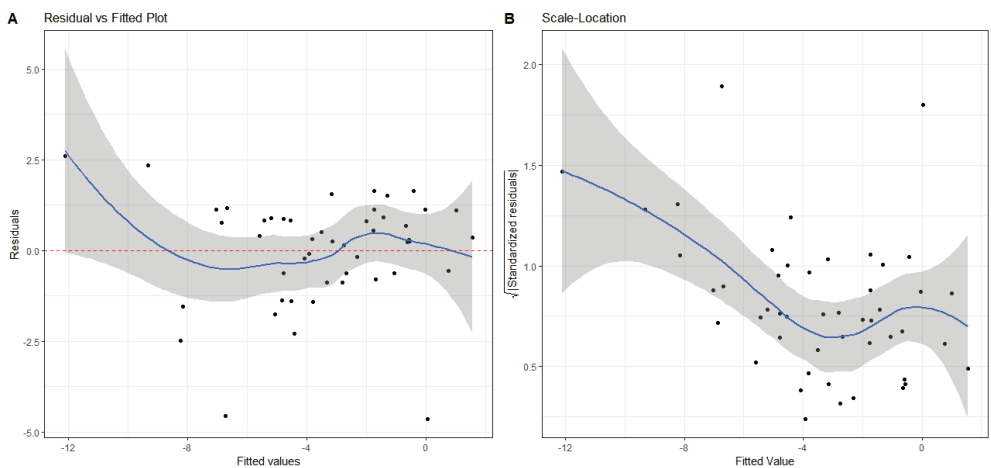 A Residual vs Fitted Plot
5.0
2.5
0.0
-2.5
-5.0
Residuals
-12 -8 -4 0
Fitted values
B Scale-Location
2.0
1.5
1.0
0.5
√|Standardized residuals|
-12 -8 -4 0
Fitted Value